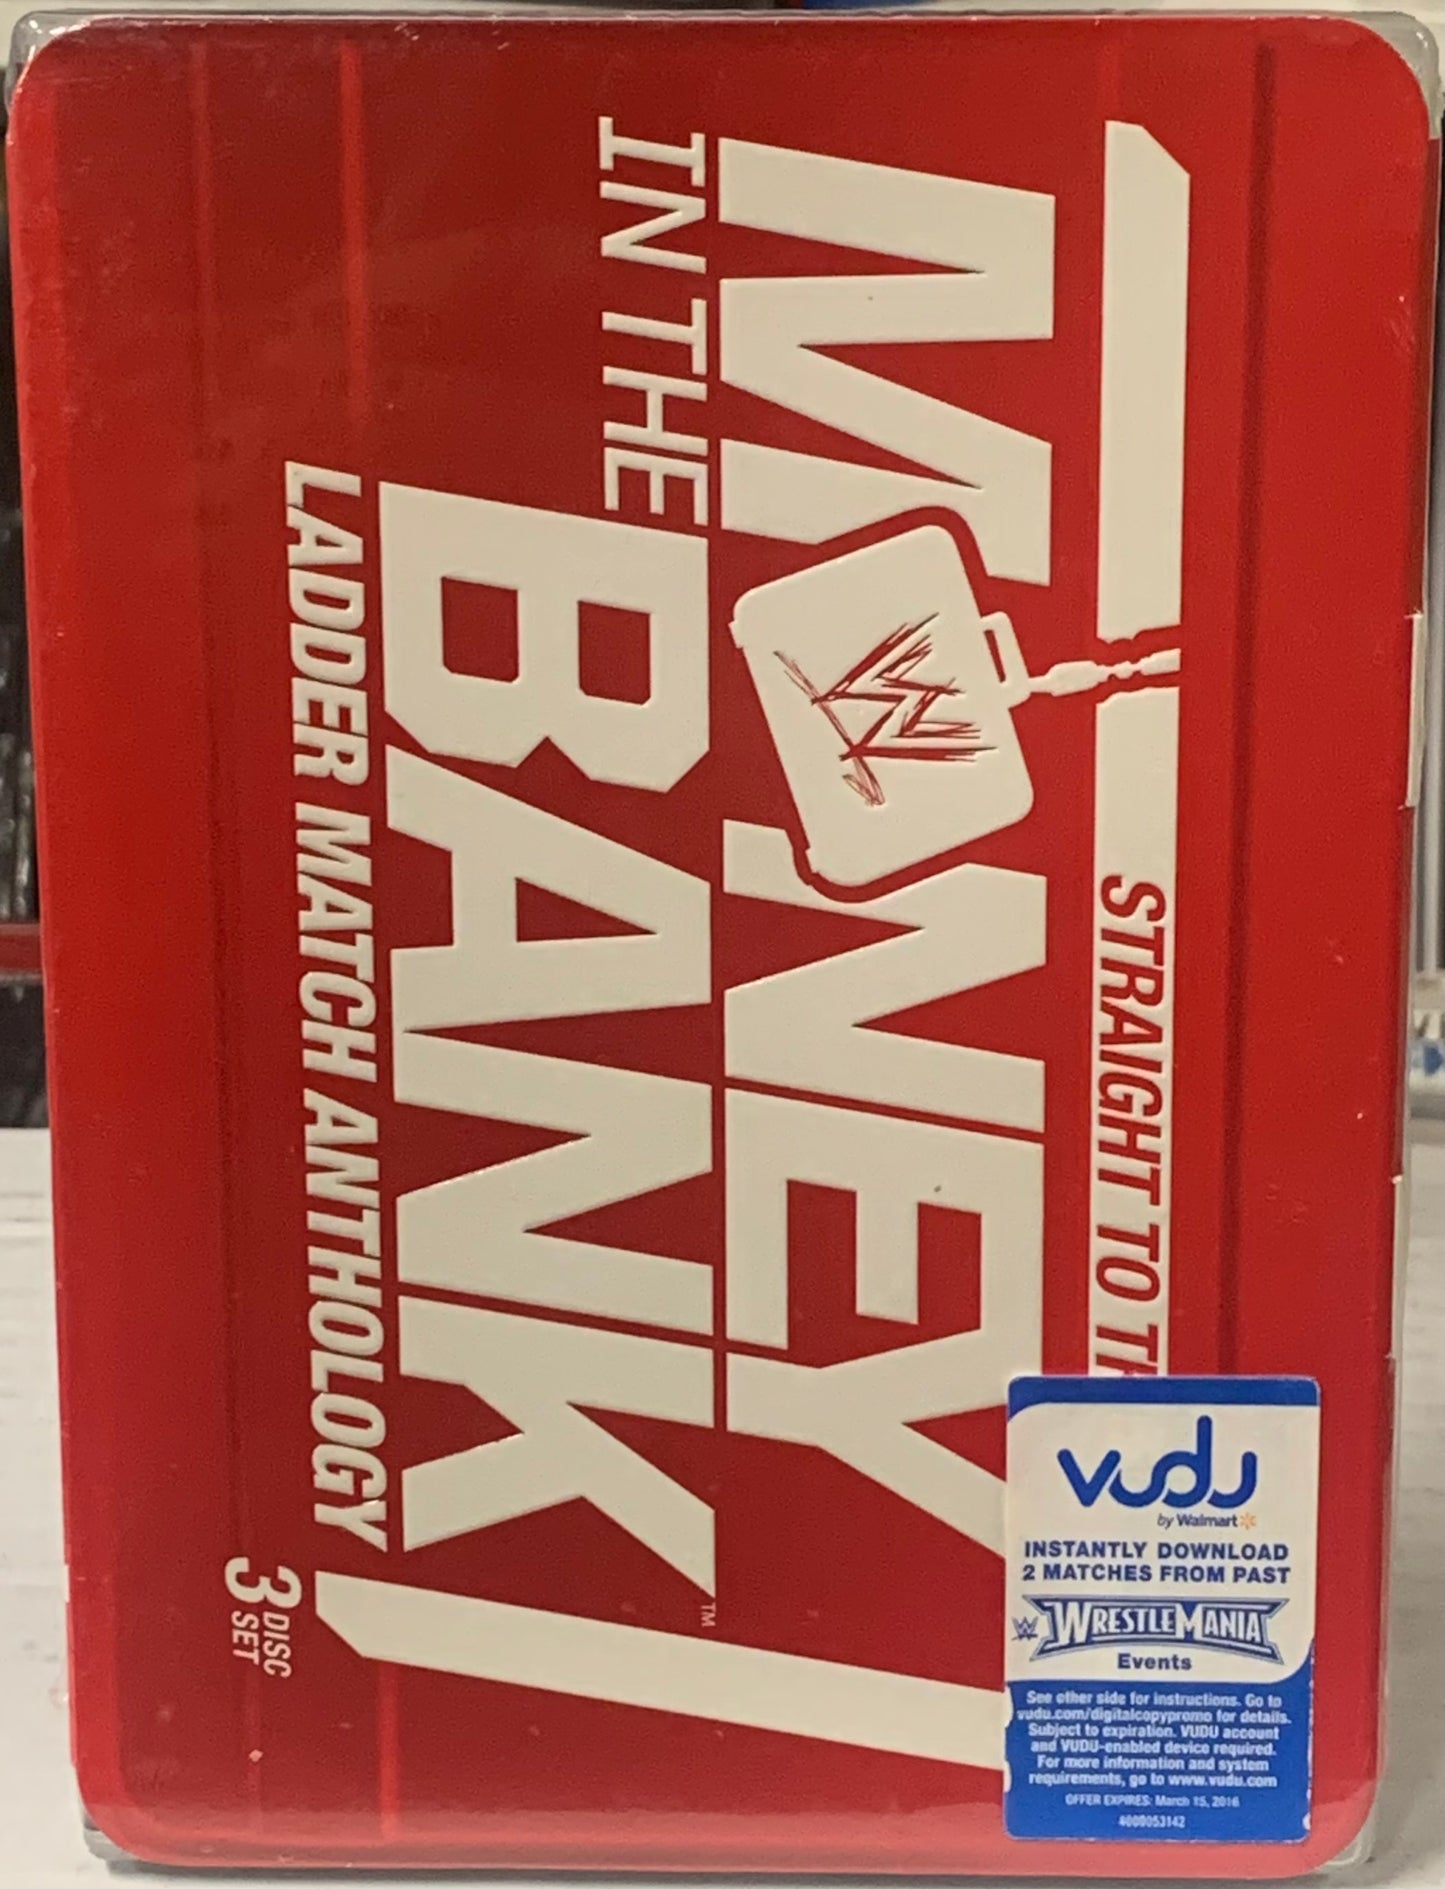 STRAIGHT TO
MONEY
IN THE
BANK
™
LADDER MATCH ANTHOLOGY
3 DISC
SET
vudu
by Walmart
INSTANTLY DOWNLOAD
2 MATCHES FROM PAST
W WRESTLEMANIA
Events
See other side for instructions. Go to
vudu.com/digitalcopypromo for details.
Subject to expiration. VUDU account
and VUDU-enabled device required.
For more information and system
requirements, go to www.vudu.com
OFFER EXPIRES: March 15, 2016
4000053142